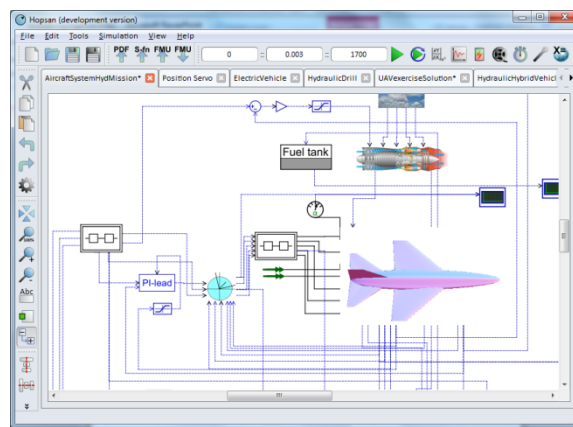 Hopsan (development version)
File Edit Tools Simulation View Help
PDF S-fn FMU FMU 0 : 0.003 : 1700
AircraftSystemHydMission* Position Servo ElectricVehicle HydraulicDrill UAVexerciseSolution* HydraulicHybridVehicl
Fuel tank
PI-lead
100%
Abc